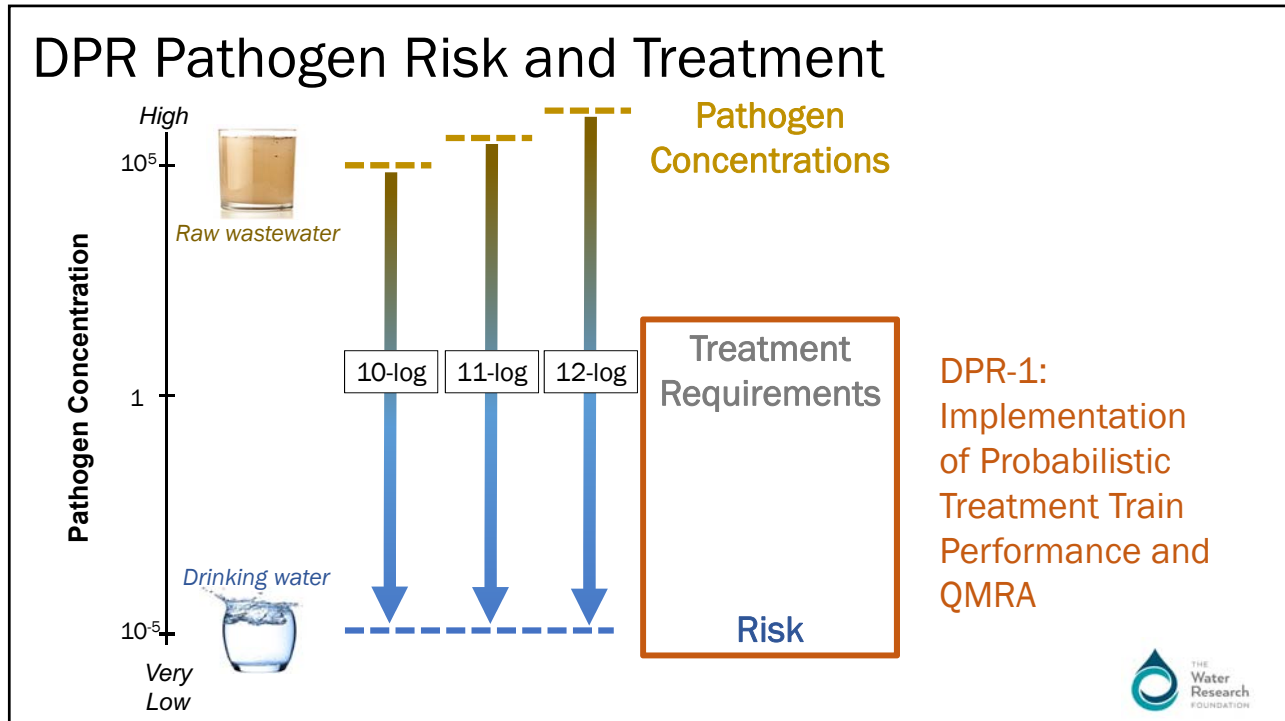 DPR Pathogen Risk and Treatment
High
10⁵
1
10⁻⁵
Very
Low
Pathogen Concentration
Raw wastewater
Drinking water
10-log
11-log
12-log
Pathogen
Concentrations
Treatment
Requirements
Risk
DPR-1:
Implementation
of Probabilistic
Treatment Train
Performance and
QMRA
THE
Water
Research
FOUNDATION